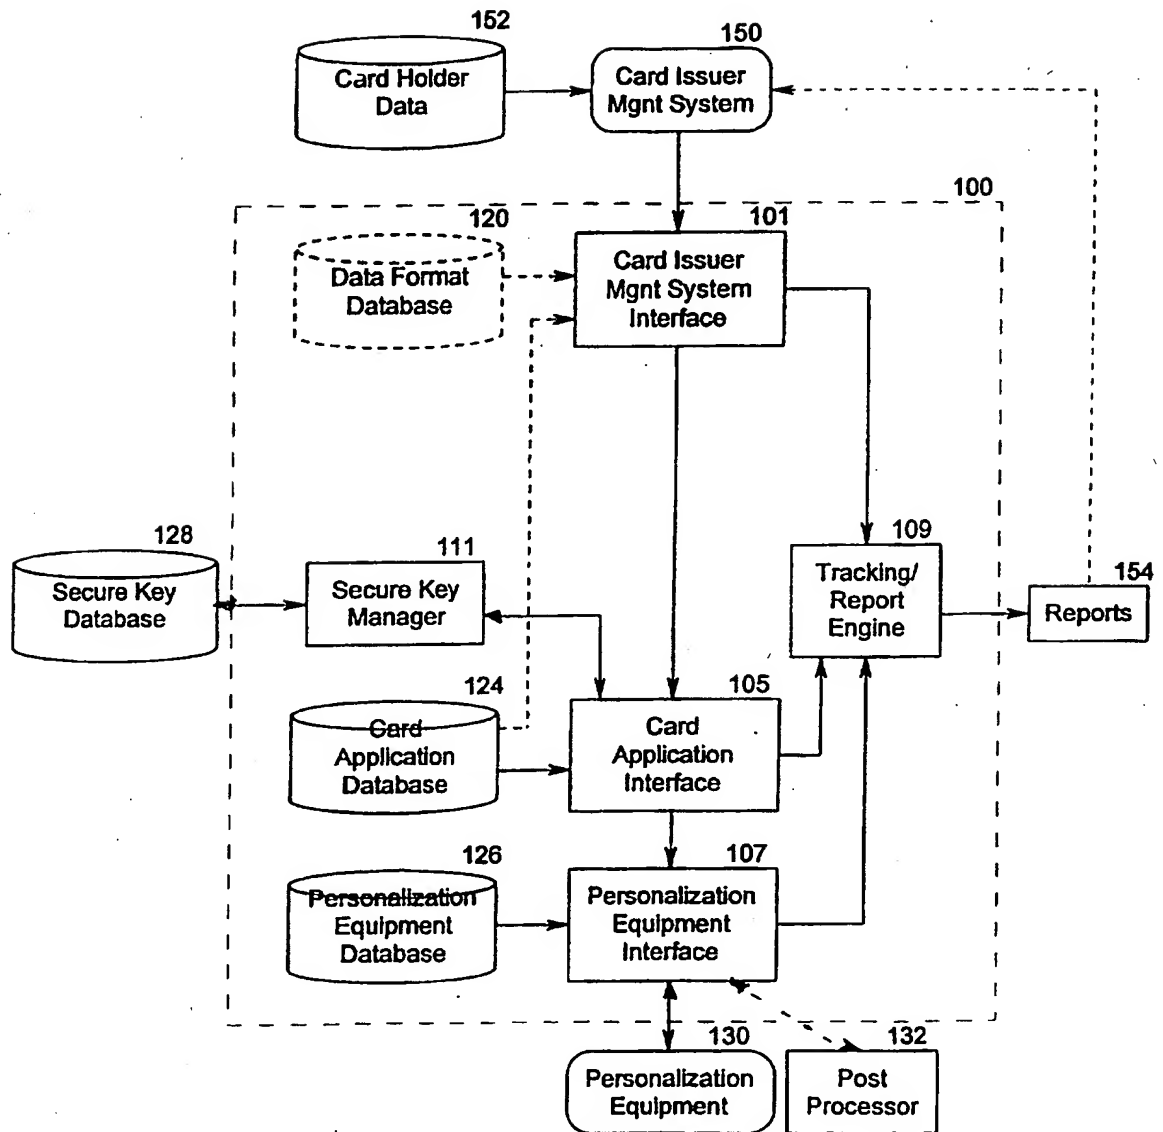 152
Card Holder
Data
150
Card Issuer
Mgnt System
100
120
Data Format
Database
101
Card Issuer
Mgnt System
Interface
128
Secure Key
Database
111
Secure Key
Manager
109
Tracking/
Report
Engine
154
Reports
124
Card
Application
Database
105
Card
Application
Interface
126
Personalization
Equipment
Database
107
Personalization
Equipment
Interface
130
Personalization
Equipment
132
Post
Processor